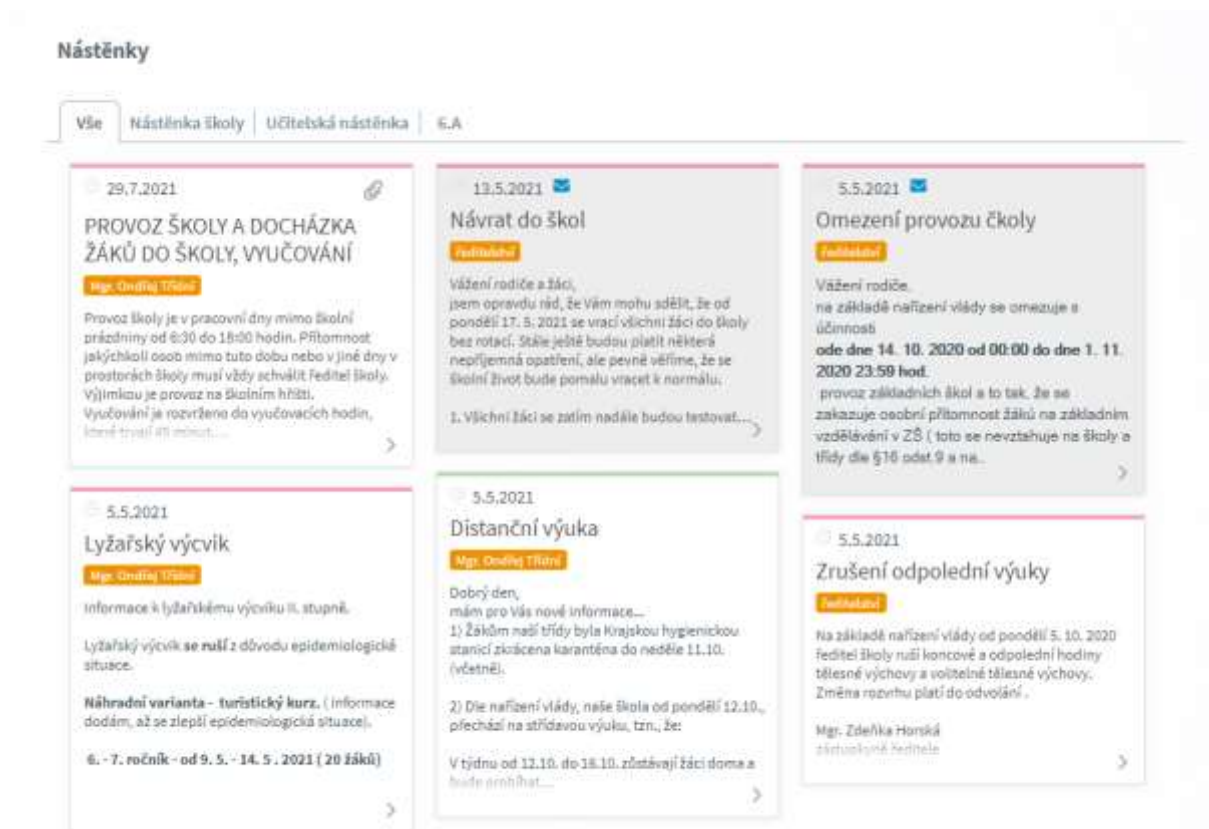 Nástěnky
Vše
Nástěnka školy
Učitelská nástěnka
6.A
29.7.2021
PROVOZ ŠKOLY A DOCHÁZKA
ŽÁKŮ DO ŠKOLY, VYUČOVÁNÍ
Mgr. Ondřej Třídní
Provoz školy je v pracovní dny mimo školní
prázdniny od 6:30 do 18:00 hodin. Přítomnost
jakýchkoli osob mimo tuto dobu nebo v jiné dny v
prostorách školy musí vždy schválit ředitel školy.
Výjimkou je provoz na školním hřišti.
Vyučování je rozvrženo do vyučovacích hodin,
které trvají 45 minut....
5.5.2021
Lyžařský výcvik
Mgr. Ondřej Třídní
Informace k lyžařskému výcviku II. stupně.
Lyžařský výcvik se ruší z důvodu epidemiologické
situace.
Náhradní varianta - turistický kurz. ( informace
dodám, až se zlepší epidemiologická situace).
6. - 7. ročník - od 9. 5. - 14. 5 . 2021 ( 20 žáků)
13.5.2021
Návrat do škol
ředitelství
Vážení rodiče a žáci,
jsem opravdu rád, že Vám mohu sdělit, že od
pondělí 17. 5. 2021 se vrací všichni žáci do školy
bez rotací. Stále ještě budou platit některá
nepříjemná opatření, ale pevně věříme, že se
školní život bude pomalu vracet k normálu.
1. Všichni žáci se zatím nadále budou testovat....
5.5.2021
Distanční výuka
Mgr. Ondřej Třídní
Dobrý den,
mám pro Vás nové informace...
1) Žákům naší třídy byla Krajskou hygienickou
stanicí zkrácena karanténa do neděle 11.10.
(včetně).
2) Dle nařízení vlády, naše škola od pondělí 12.10.,
přechází na střídavou výuku, tzn., že:
V týdnu od 12.10. do 16.10. zůstávají žáci doma a
bude probíhat....
5.5.2021
Omezení provozu čkoly
ředitelství
Vážení rodiče,
na základě nařízení vlády se omezuje s
účinností
ode dne 14. 10. 2020 od 00:00 do dne 1. 11.
2020 23:59 hod.
provoz základních škol a to tak, že se
zakazuje osobní přítomnost žáků na základním
vzdělávání v ZŠ ( toto se nevztahuje na školy a
třídy dle §16 odst.9 a na..
5.5.2021
Zrušení odpolední výuky
ředitelství
Na základě nařízení vlády od pondělí 5. 10. 2020
ředitel školy ruší koncové a odpolední hodiny
tělesné výchovy a volitelné tělesné výchovy.
Změna rozvrhu platí do odvolání .
Mgr. Zdeňka Horská
zástupkyně ředitele